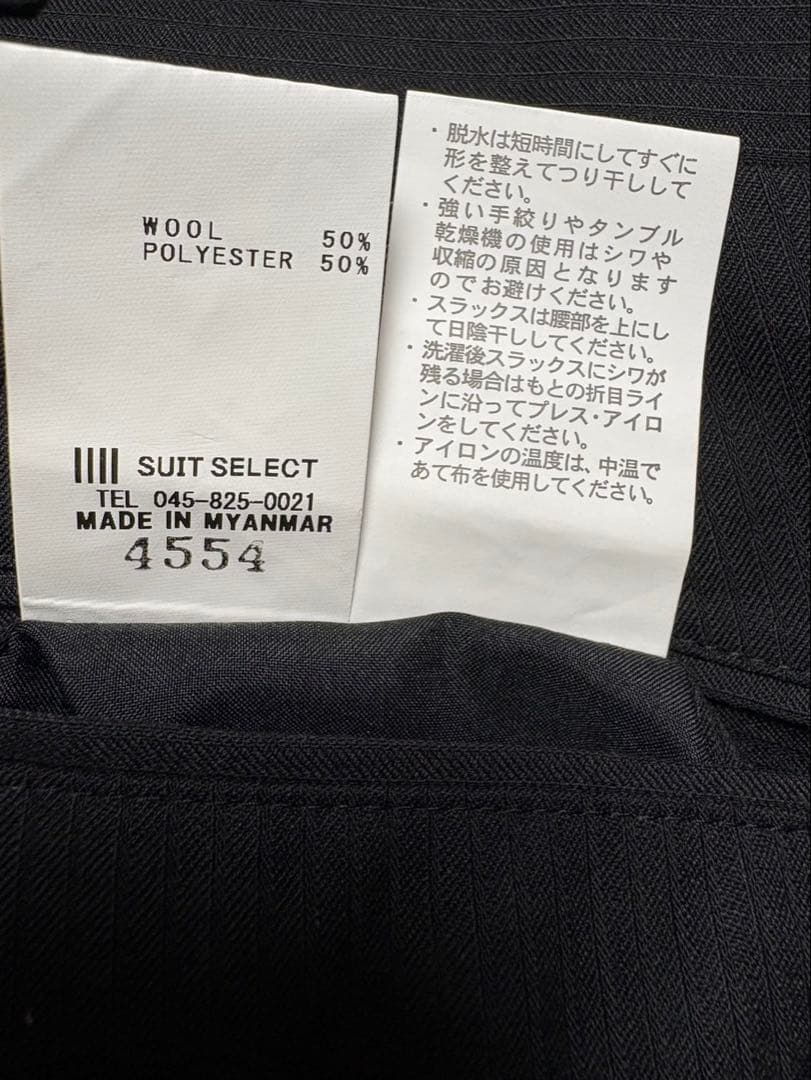 WOOL 50%
POLYESTER 50%
SUIT SELECT
TEL 045-825-0021
MADE IN MYANMAR
4554
・脱水は短時間にしてすぐに
形を整えてつり干しして
ください。
・強い手絞りやタンブル
乾燥機の使用はシワや
収縮の原因となります
のでお避けください。
・スラックスは腰部を上にし
て日陰干ししてください。
・洗濯後スラックスにシワが
残る場合はもとの折目ライ
ンに沿ってプレス・アイロ
ンをしてください。
・アイロンの温度は、中温で
あて布を使用してください。